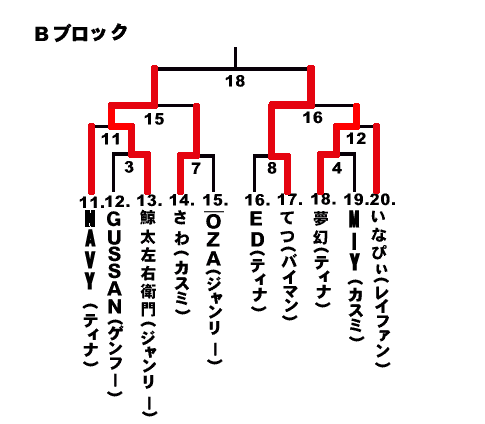 Bブロック
18
15
16
11
12
3
7
8
4
11.
12.
13.
14.
15.
16.
17.
18.
19.
20.
NAVY(ティナ)
GUSSAN(ゲンフー)
鯨太左右衛門(ジャンリー)
さわ(カスミ)
OZA(ジャンリー)
ED(ティナ)
てつ(バイマン)
夢幻(ティナ)
MIY(カスミ)
いなぴぃ(レイファン)